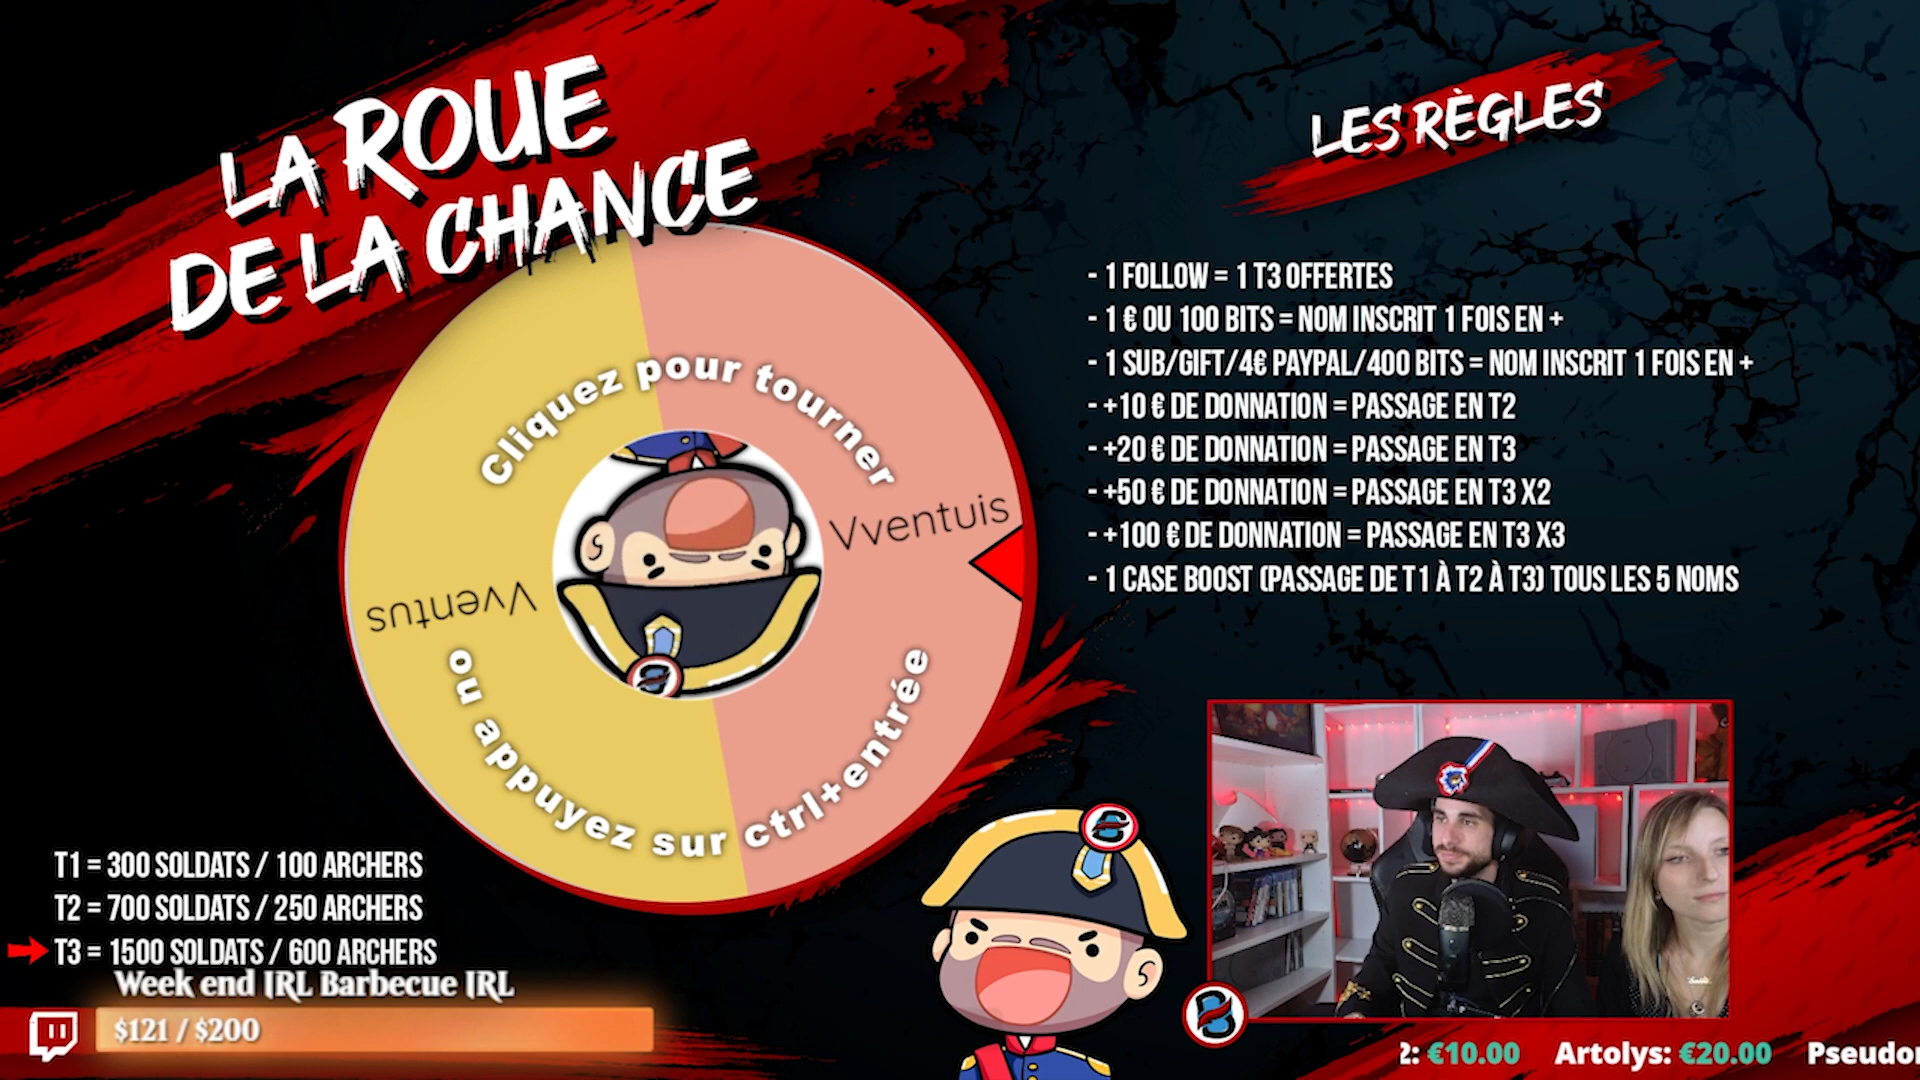 LA ROUE
DE LA CHANCE
LES RÈGLES
- 1 FOLLOW = 1 T3 OFFERTES
- 1 € OU 100 BITS = NOM INSCRIT 1 FOIS EN +
- 1 SUB/GIFT/4€ PAYPAL/400 BITS = NOM INSCRIT 1 FOIS EN +
- +10 € DE DONNATION = PASSAGE EN T2
- +20 € DE DONNATION = PASSAGE EN T3
- +50 € DE DONNATION = PASSAGE EN T3 X2
- +100 € DE DONNATION = PASSAGE EN T3 X3
- 1 CASE BOOST (PASSAGE DE T1 À T2 À T3) TOUS LES 5 NOMS
Cliquez pour tourner
Vventuis
Vventus
ou appuyez sur ctrl+entrée
T1 = 300 SOLDATS / 100 ARCHERS
T2 = 700 SOLDATS / 250 ARCHERS
T3 = 1500 SOLDATS / 600 ARCHERS
Week end IRL Barbecue IRL
$121 / $200
2: €10.00 Artolys: €20.00 Pseudo